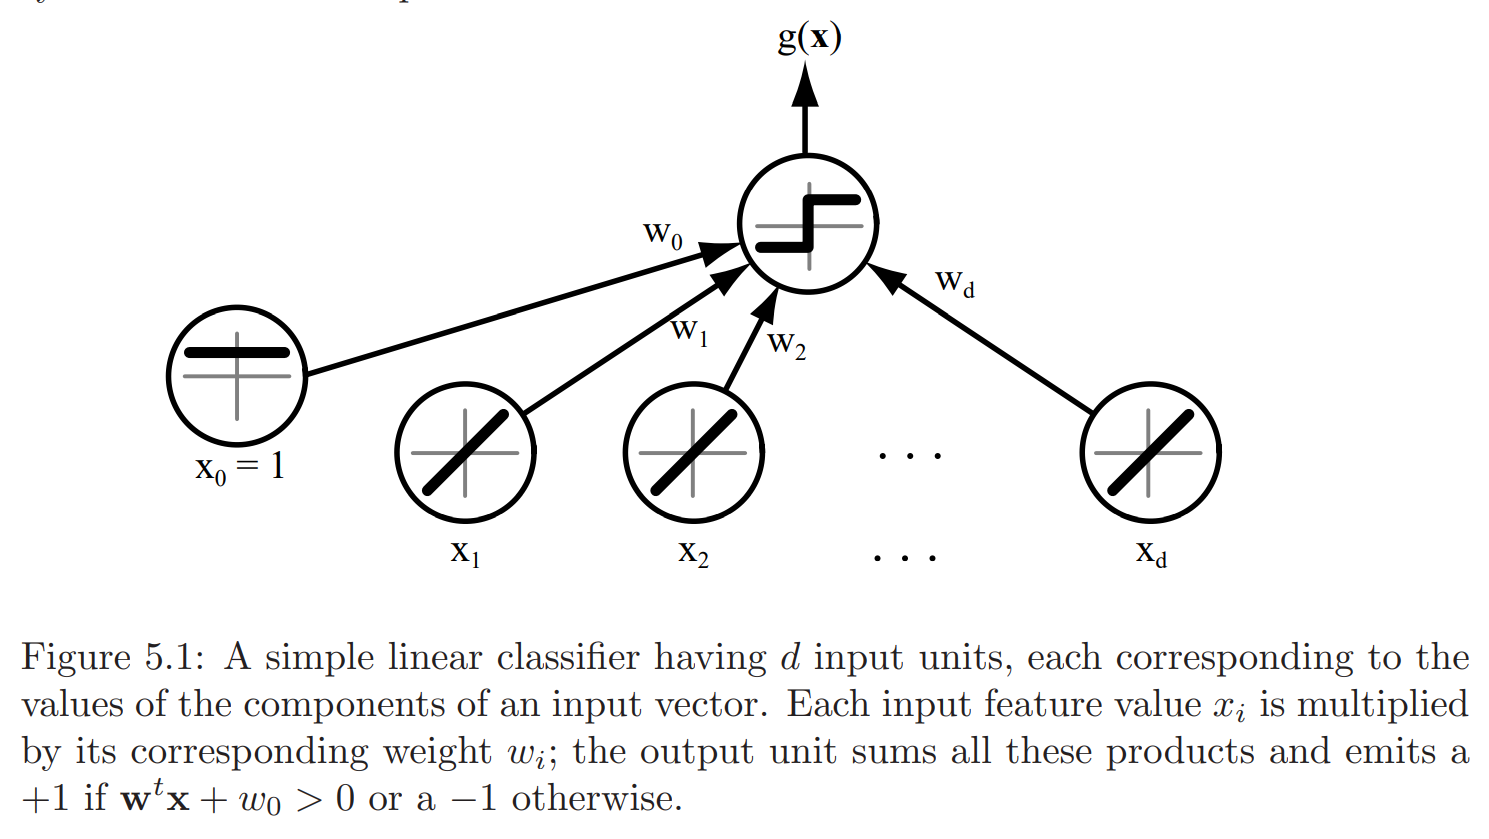 g(x)
w0
w1
w2
wd
x0 = 1
. . .
x1
x2
. . .
xd
Figure 5.1: A simple linear classifier having d input units, each corresponding to the
values of the components of an input vector. Each input feature value xi is multiplied
by its corresponding weight wi; the output unit sums all these products and emits a
+1 if wᵗx + w0 > 0 or a −1 otherwise.